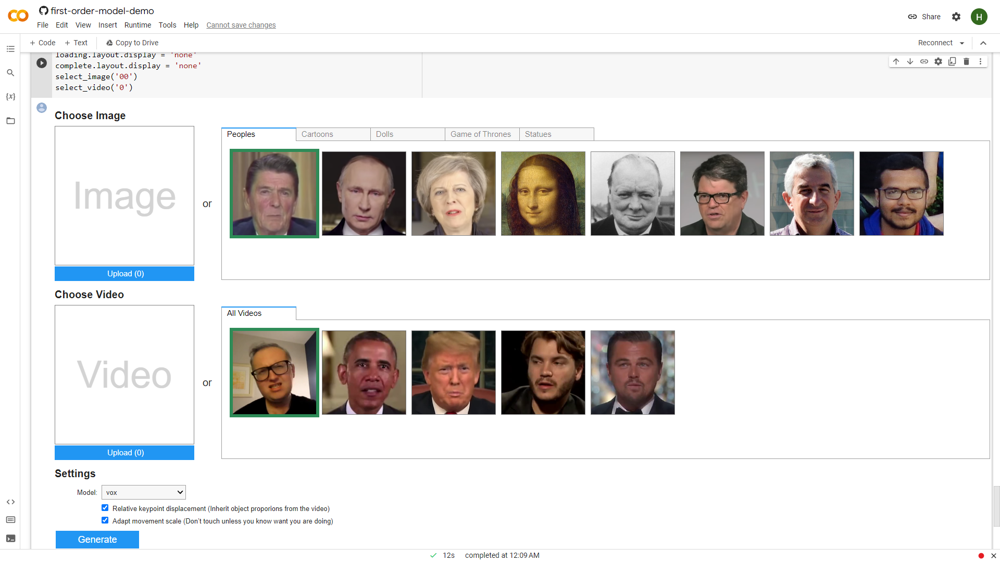 first-order-model-demo
File Edit View Insert Runtime Tools Help Cannot save changes
Share
H
+ Code + Text Copy to Drive
Reconnect
loading.layout.display = 'none'
complete.layout.display = 'none'
select_image('00')
select_video('0')
{x}
Choose Image
Image
or
Peoples Cartoons Dolls Game of Thrones Statues
Upload (0)
Choose Video
Video
or
All Videos
Upload (0)
Settings
Model: vox
Relative keypoint displacement (Inherit object proporions from the video)
Adapt movement scale (Don't touch unless you know want you are doing)
Generate
12s completed at 12:09 AM